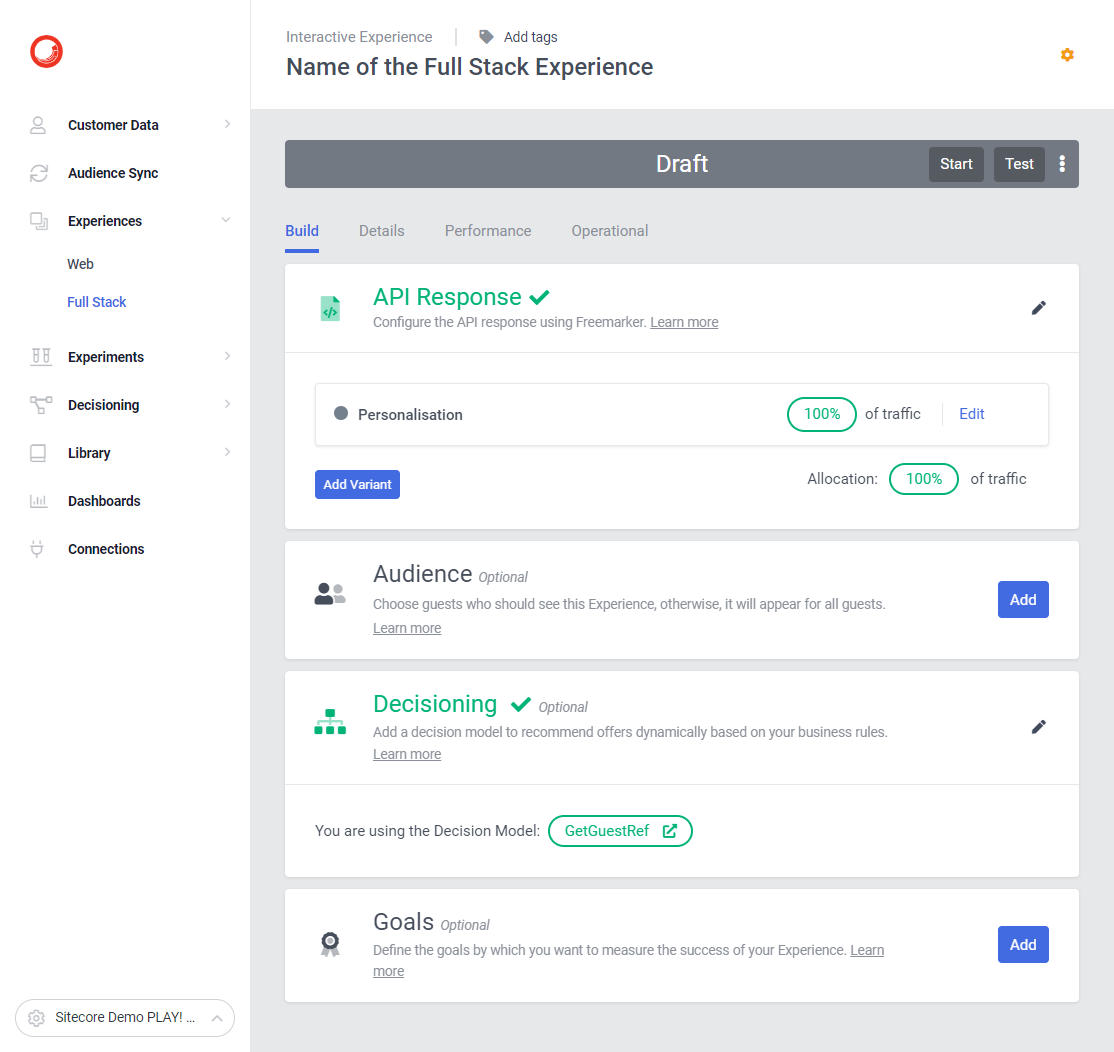 Interactive Experience
Add tags
Name of the Full Stack Experience
Customer Data
Audience Sync
Experiences
Web
Full Stack
Experiments
Decisioning
Library
Dashboards
Connections
Sitecore Demo PLAY! ...
Draft
Start
Test
Build
Details
Performance
Operational
API Response
Configure the API response using Freemarker. Learn more
Personalisation
100%
of traffic
Edit
Add Variant
Allocation:
100%
of traffic
Audience Optional
Choose guests who should see this Experience, otherwise, it will appear for all guests.
Learn more
Add
Decisioning Optional
Add a decision model to recommend offers dynamically based on your business rules.
Learn more
You are using the Decision Model: GetGuestRef
Goals Optional
Define the goals by which you want to measure the success of your Experience. Learn
more
Add